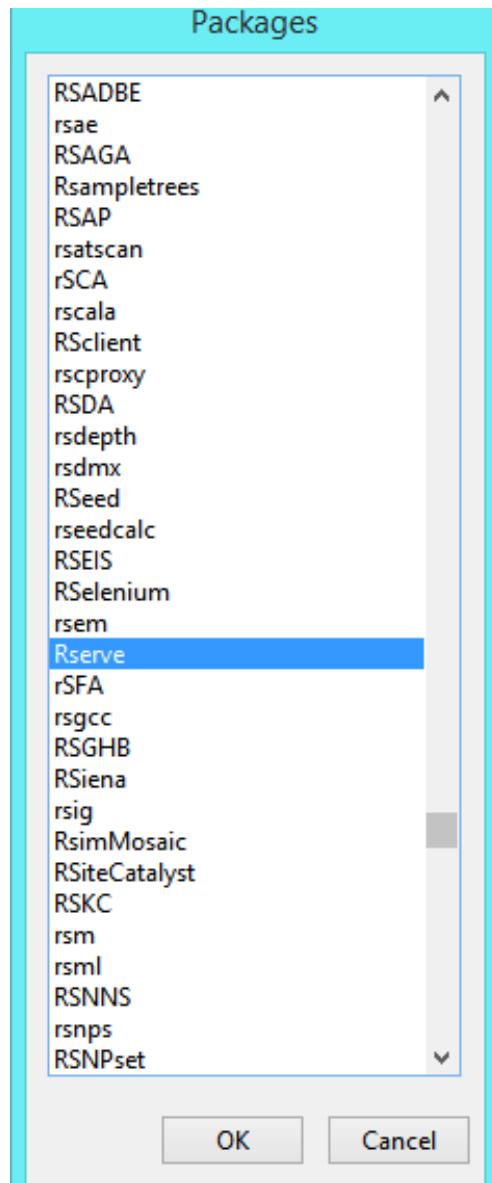 Packages
RSADBE
rsae
RSAGA
Rsampletrees
RSAP
rsatscan
rSCA
rscala
RSclient
rscproxy
RSDA
rsdepth
rsdmx
RSeed
rseedcalc
RSEIS
RSelenium
rsem
Rserve
rSFA
rsgcc
RSGHB
RSiena
rsig
RsimMosaic
RSiteCatalyst
RSKC
rsm
rsml
RSNNS
rsnps
RSNPset
OK Cancel